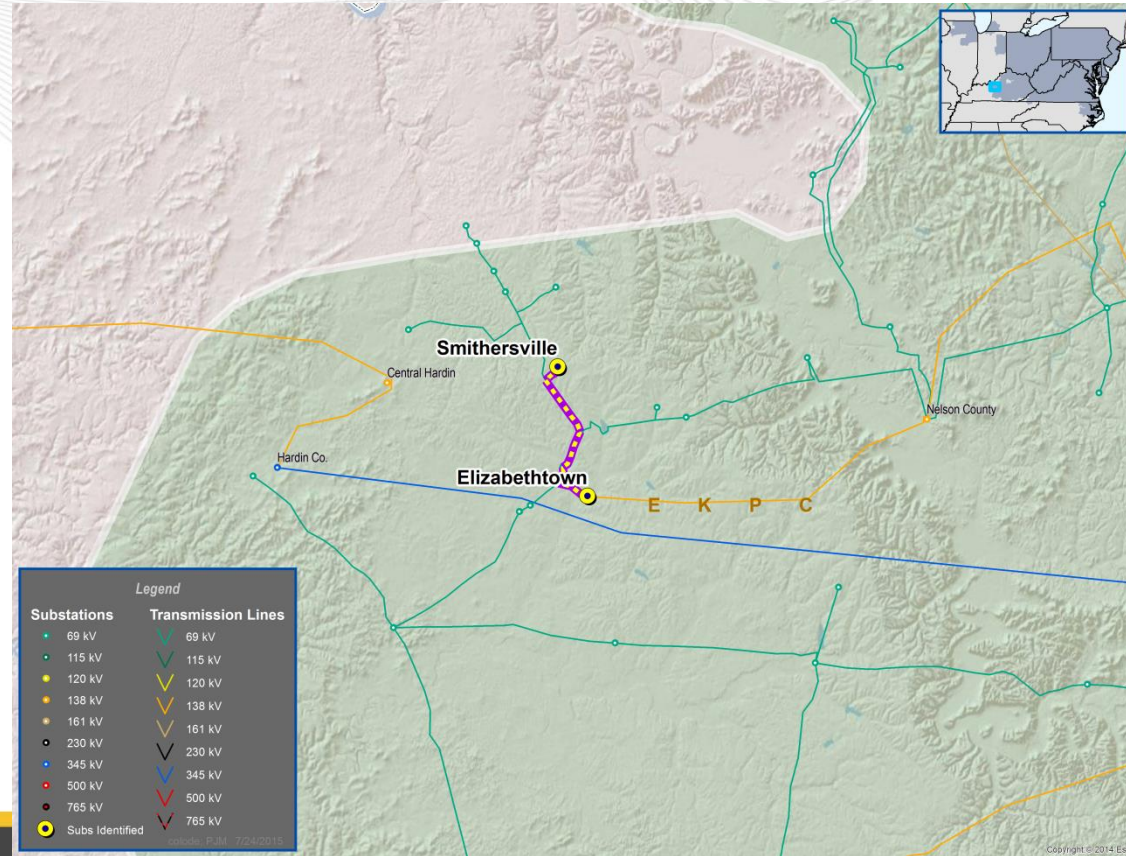 Smithersville
Central Hardin
Nelson County
Hardin Co.
Elizabethtown
E K P C
Legend
Substations
69 kV
115 kV
120 kV
138 kV
161 kV
230 kV
345 kV
500 kV
765 kV
Subs Identified
Transmission Lines
69 kV
115 kV
120 kV
138 kV
161 kV
230 kV
345 kV
500 kV
765 kV
PJM 7/24/2015
Copyright © 2014 Es